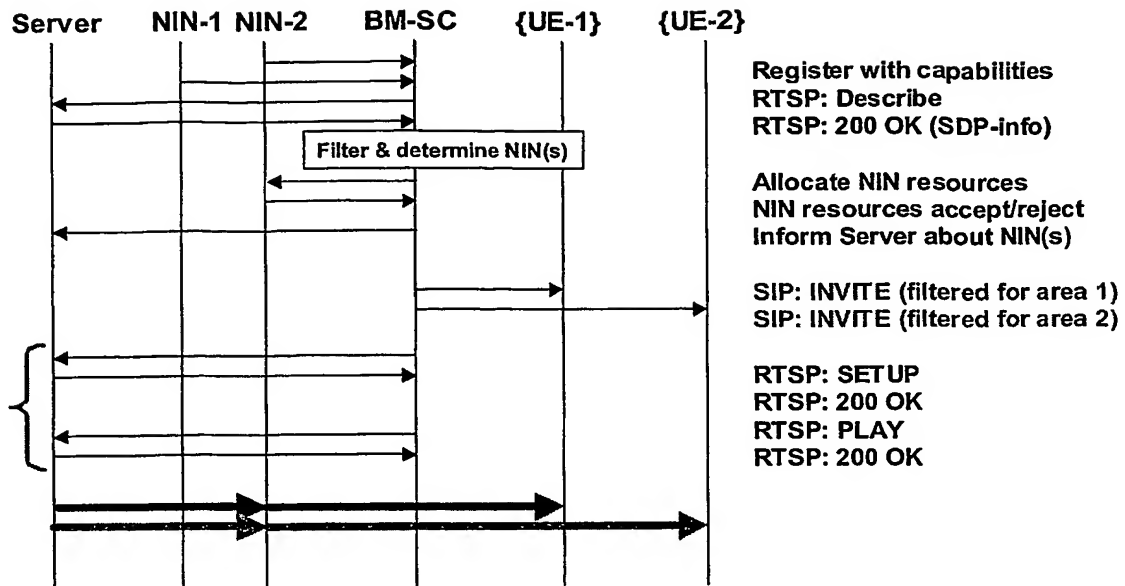 Server NIN-1 NIN-2 BM-SC {UE-1} {UE-2}
Register with capabilities
RTSP: Describe
RTSP: 200 OK (SDP-info)
Filter & determine NIN(s)
Allocate NIN resources
NIN resources accept/reject
Inform Server about NIN(s)
SIP: INVITE (filtered for area 1)
SIP: INVITE (filtered for area 2)
RTSP: SETUP
RTSP: 200 OK
RTSP: PLAY
RTSP: 200 OK